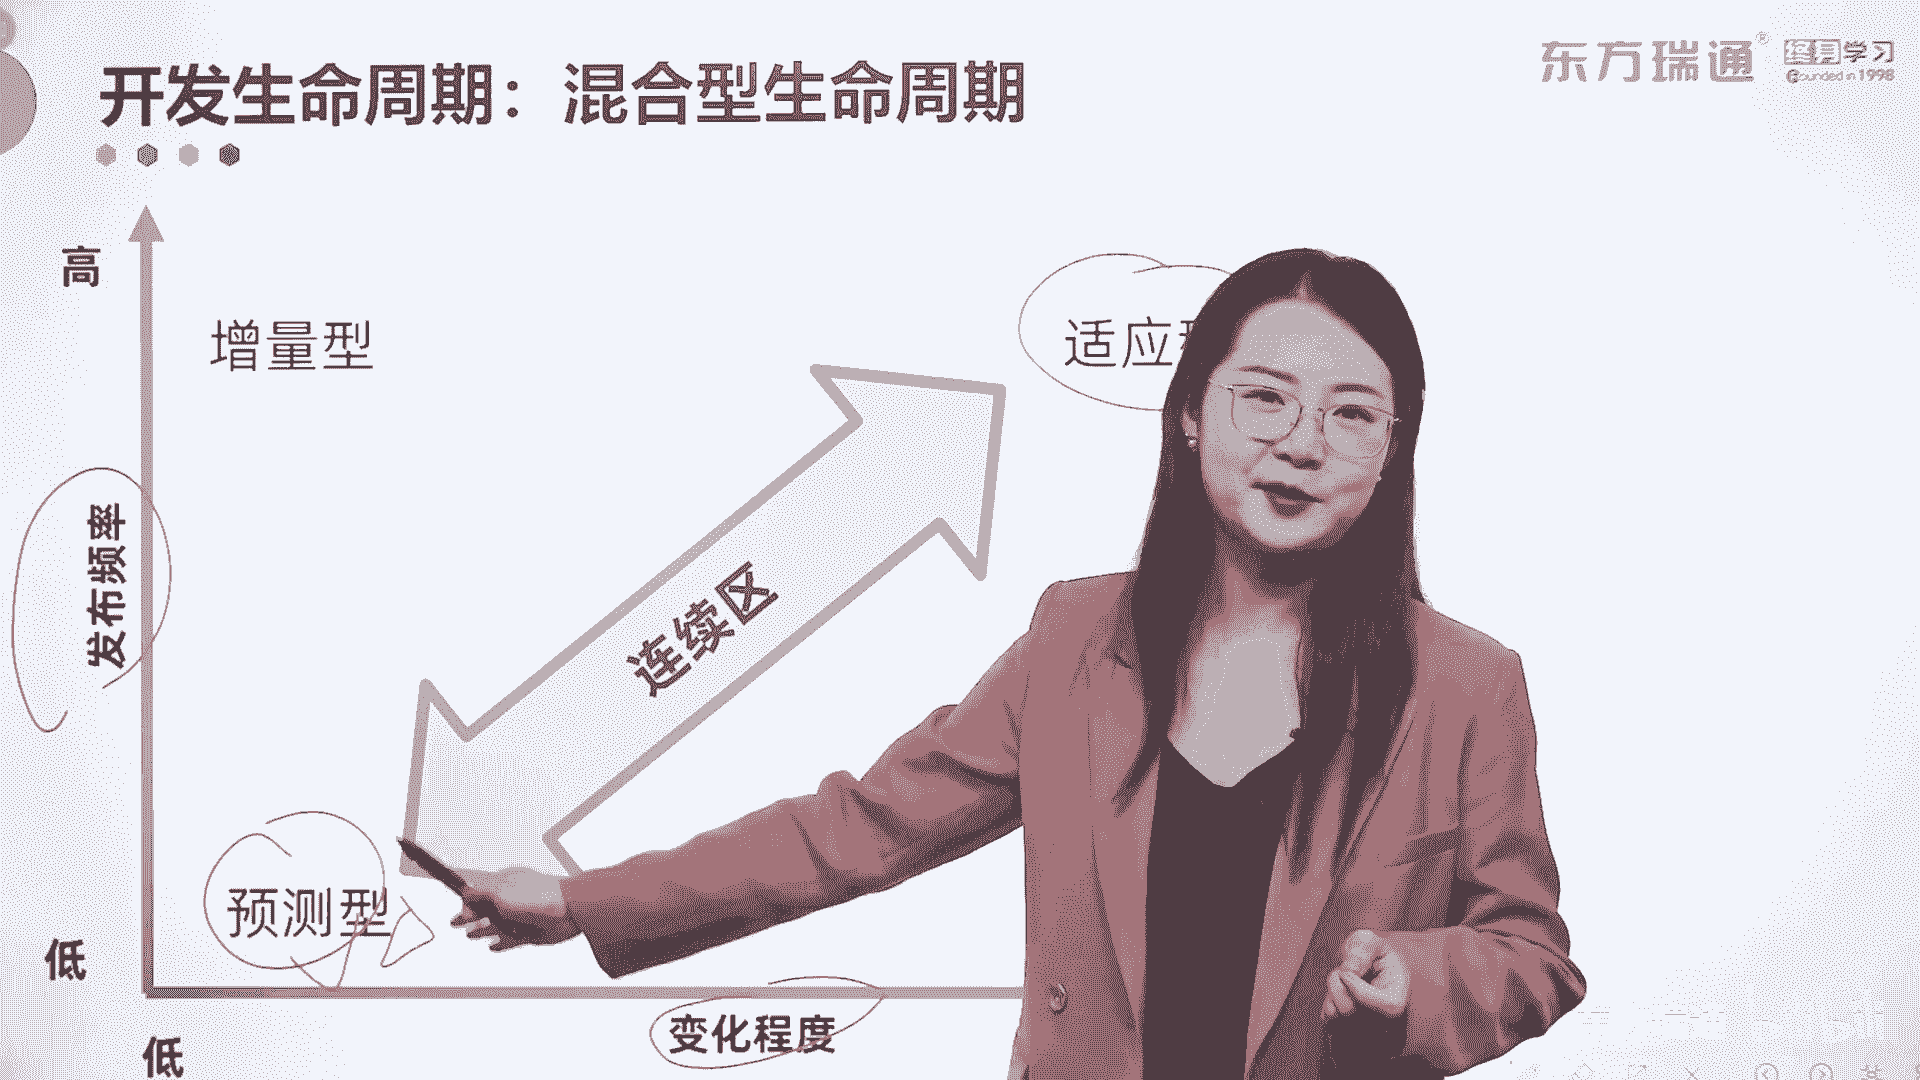 开发生命周期：混合型生命周期
东方瑞通®
终身学习
Founded in 1998
高
增量型
适应
发布频率
连续区
预测型
低
变化程度
低